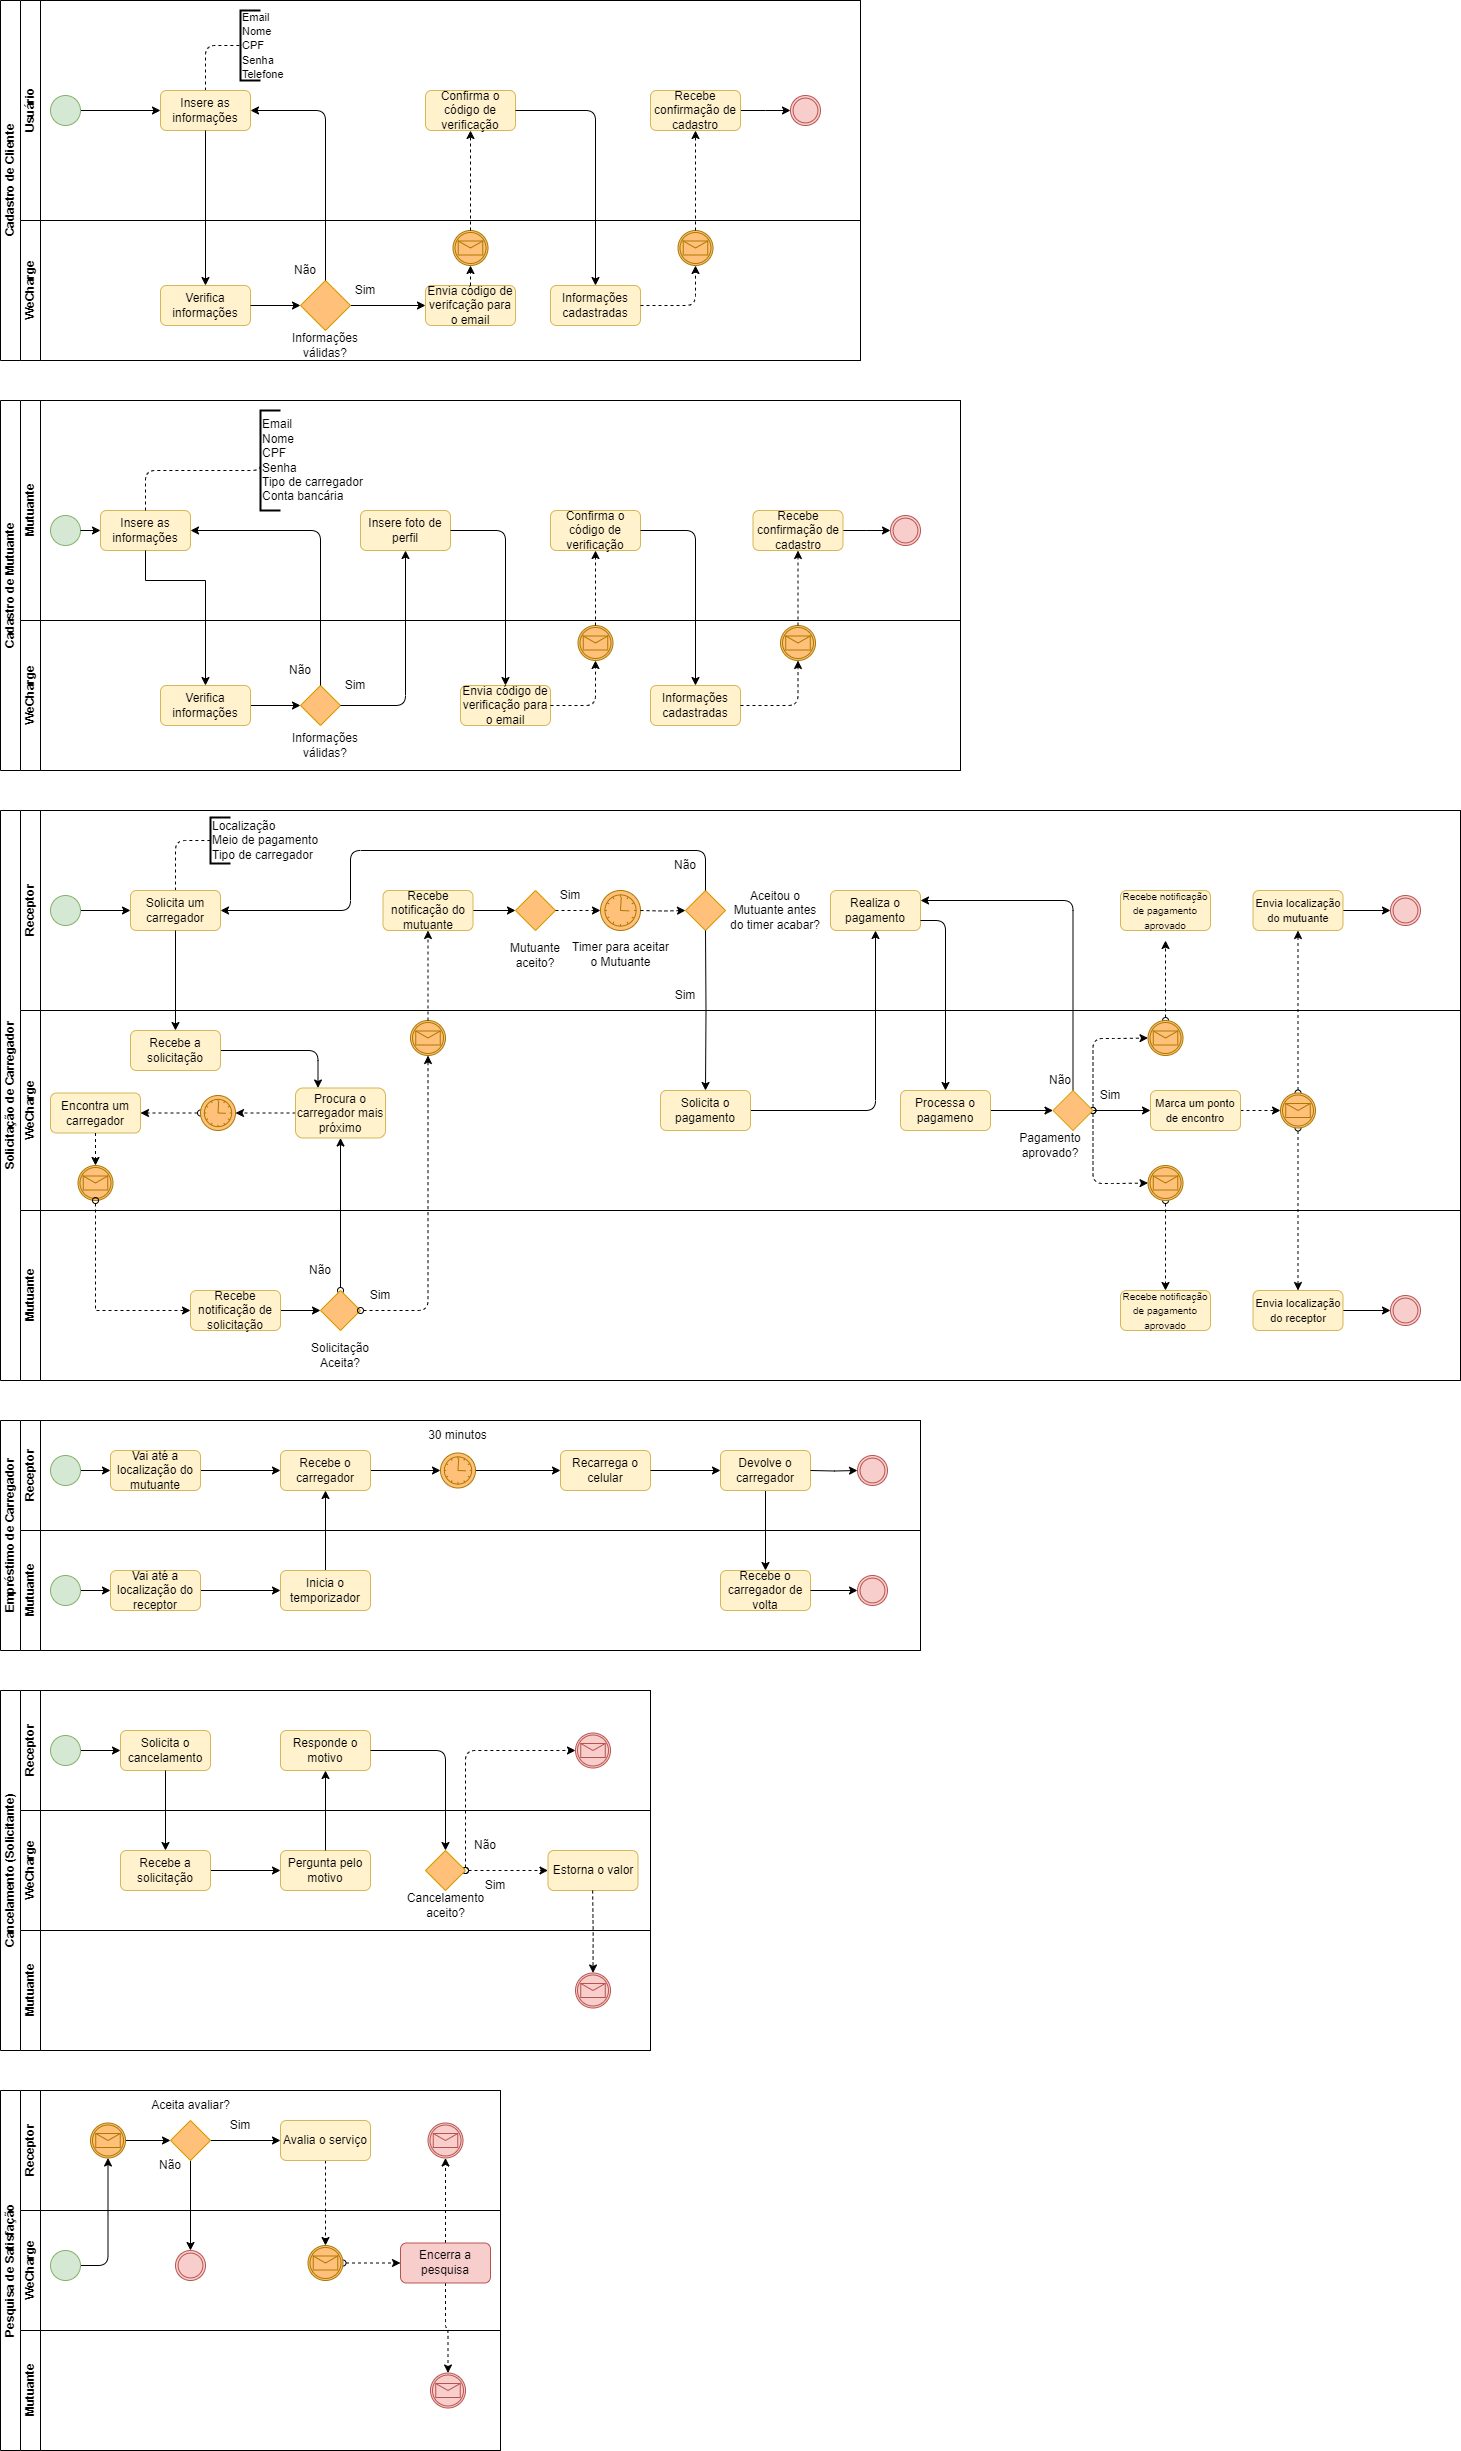 Cadastro de Cliente
Usuário
WeCharge
Email
Nome
CPF
Senha
Telefone
Insere as
informações
Confirma o
código de
verificação
Recebe
confirmação de
cadastro
Não
Sim
Verifica
informações
Informações
válidas?
Envia código de
verifcação para
o email
Informações
cadastradas
Cadastro de Mutuante
Mutuante
WeCharge
Email
Nome
CPF
Senha
Tipo de carregador
Conta bancária
Insere as
informações
Insere foto de
perfil
Confirma o
código de
verificação
Recebe
confirmação de
cadastro
Não
Sim
Verifica
informações
Informações
válidas?
Envia código de
verificação para
o email
Informações
cadastradas
Solicitação de Carregador
Receptor
WeCharge
Mutuante
Localização
Meio de pagamento
Tipo de carregador
Solicita um
carregador
Recebe
notificação do
mutuante
Sim
Mutuante
aceito?
Timer para aceitar
o Mutuante
Não
Aceitou o
Mutuante antes
do timer acabar?
Sim
Realiza o
pagamento
Recebe notificação
de pagamento
aprovado
Envia localização
do mutuante
Recebe a
solicitação
Encontra um
carregador
Procura o
carregador mais
próximo
Solicita o
pagamento
Processa o
pagameno
Não
Sim
Pagamento
aprovado?
Marca um ponto
de encontro
Não
Sim
Recebe
notificação de
solicitação
Solicitação
Aceita?
Recebe notificação
de pagamento
aprovado
Envia localização
do receptor
Empréstimo de Carregador
Receptor
Mutuante
30 minutos
Vai até a
localização do
mutuante
Recebe o
carregador
Recarrega o
celular
Devolve o
carregador
Vai até a
localização do
receptor
Inicia o
temporizador
Recebe o
carregador de
volta
Cancelamento (Solicitante)
Receptor
WeCharge
Mutuante
Solicita o
cancelamento
Responde o
motivo
Recebe a
solicitação
Pergunta pelo
motivo
Não
Sim
Cancelamento
aceito?
Estorna o valor
Pesquisa de Satisfação
Receptor
WeCharge
Mutuante
Aceita avaliar?
Sim
Não
Avalia o serviço
Encerra a
pesquisa